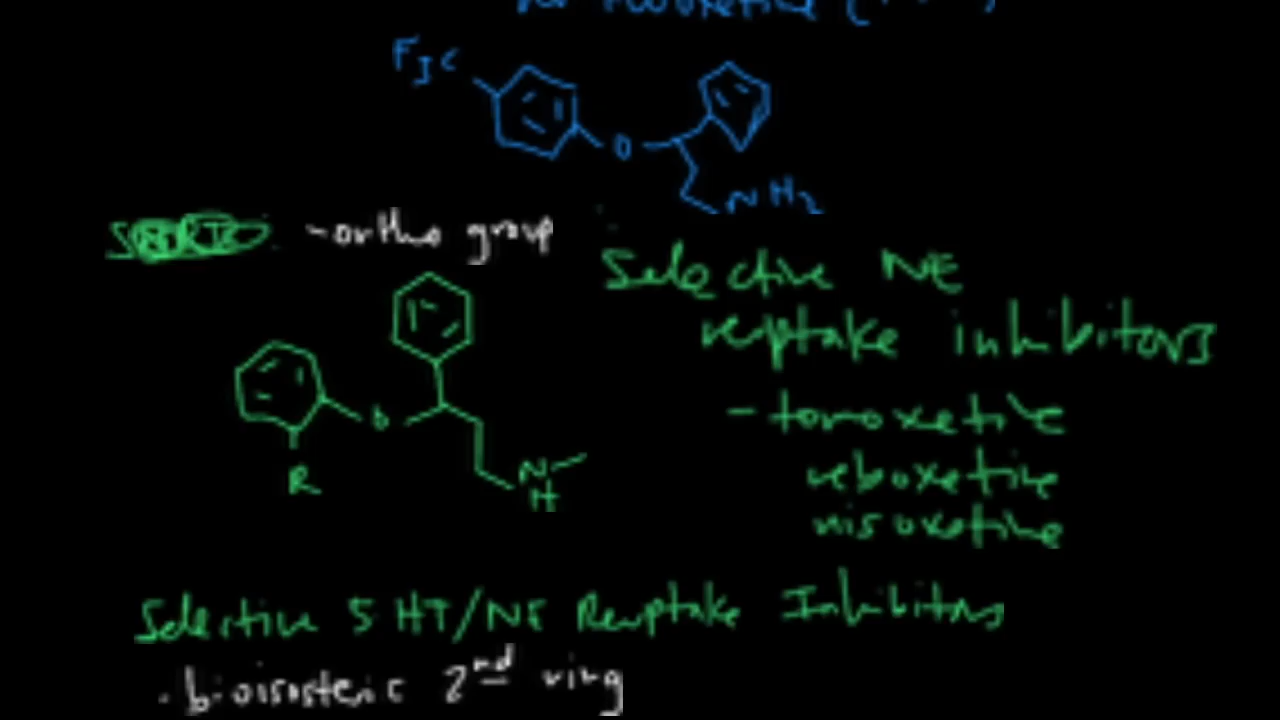 F3C
O
NH2
- ortho group
Selective NE
reuptake inhibitors
- tomoxetine
reboxetine
nisoxetine
O
R
N
H
Selective 5HT/NE Reuptake Inhibitors
. bioisosteric 2nd ring